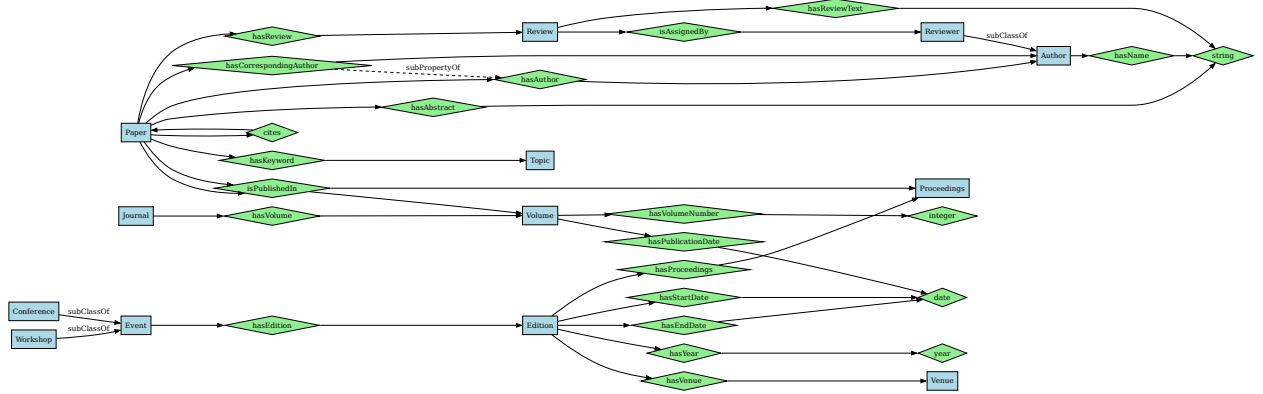 hasReviewText
hasReview
Review
isAssignedBy
Reviewer
subClassOf
hasCorrespondingAuthor
subPropertyOf
hasAuthor
Author
hasName
string
hasAbstract
Paper
cites
hasKeyword
Topic
isPublishedIn
Proceedings
Journal
hasVolume
Volume
hasVolumeNumber
integer
hasPublicationDate
hasProceedings
hasStartDate
date
Conference
subClassOf
Workshop
subClassOf
Event
hasEdition
Edition
hasEndDate
hasYear
year
hasVenue
Venue